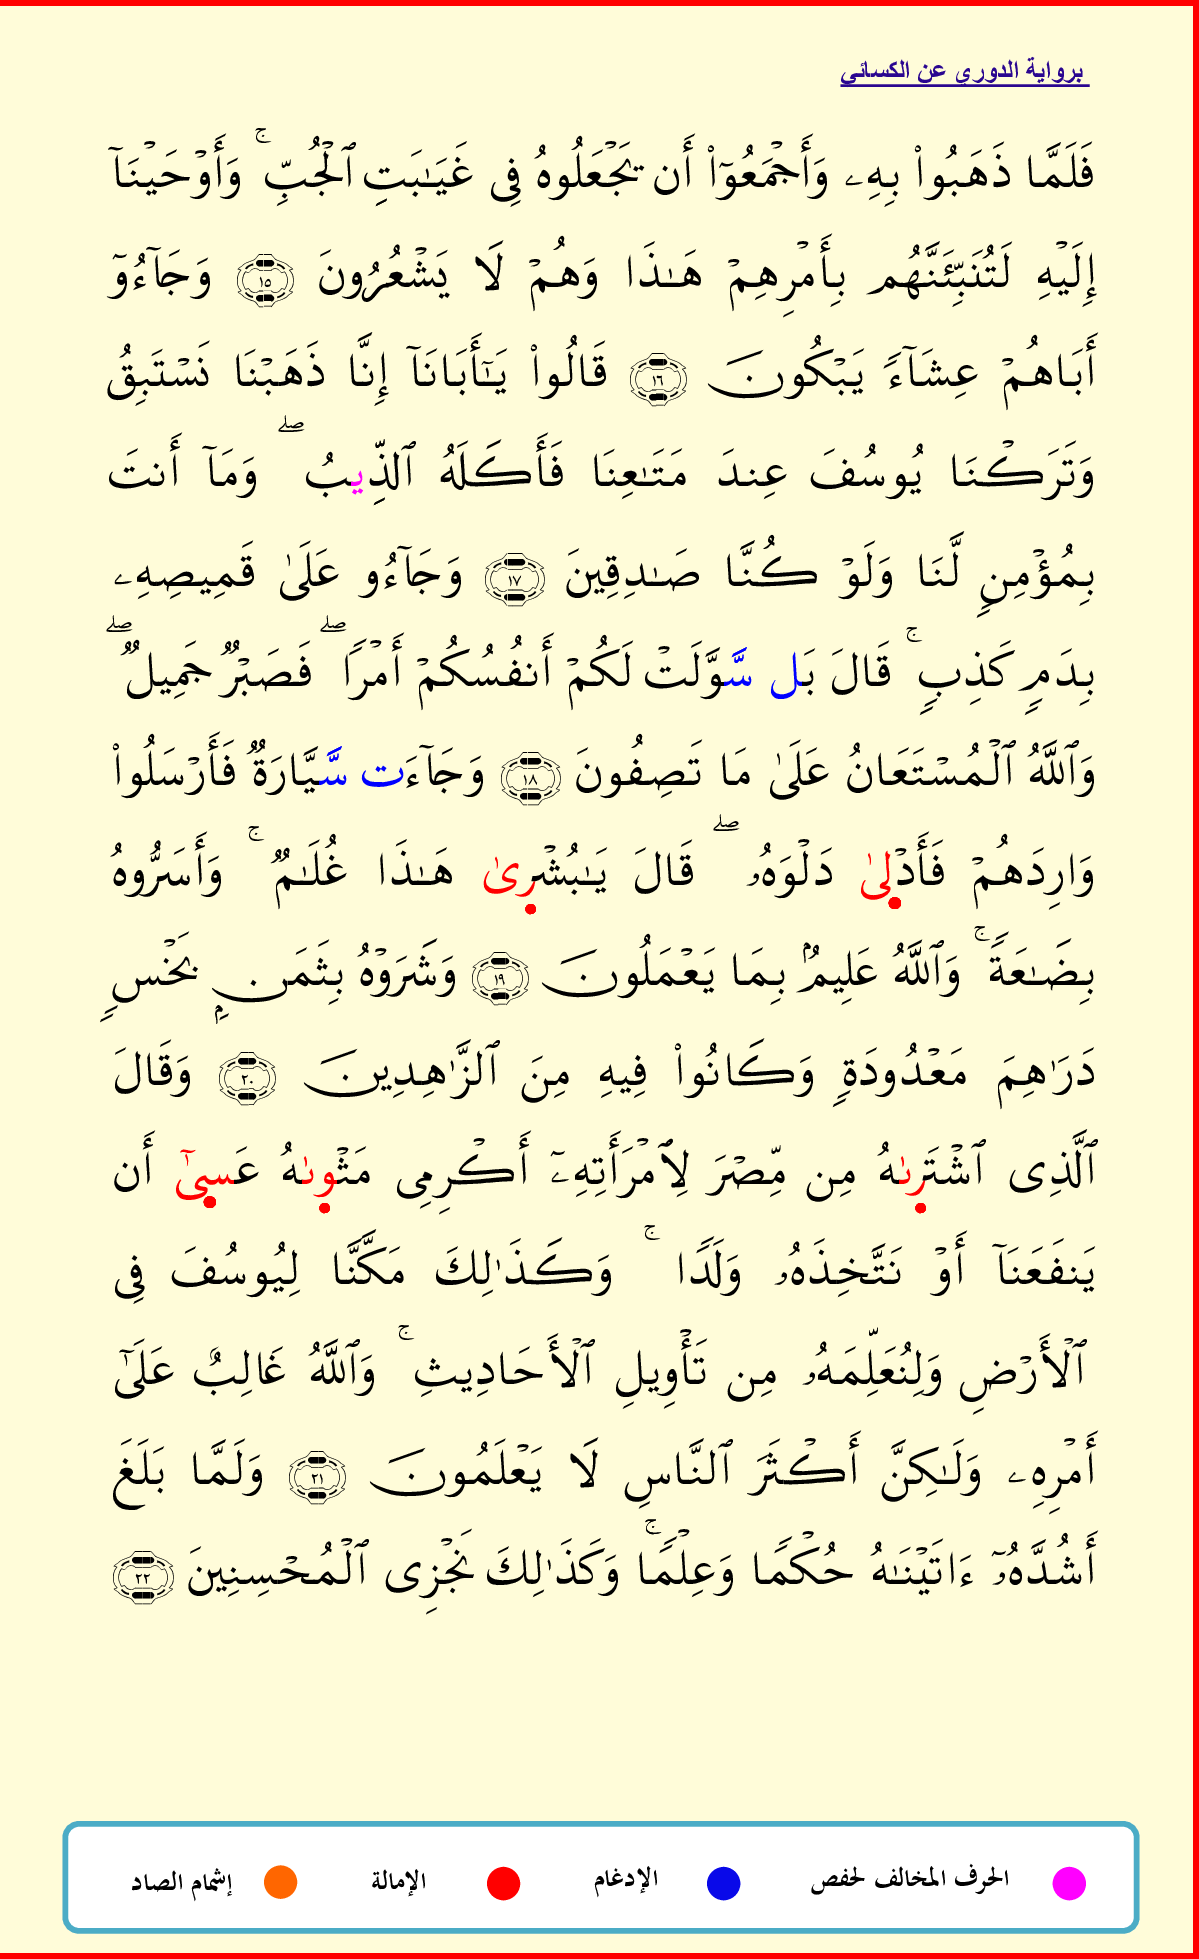 برواية الدوري عن الكسائي
فَلَمَّا ذَهَبُوا۟ بِهِۦ وَأَجْمَعُوٓا۟ أَن يَجْعَلُوهُ فِى غَيَـٰبَتِ ٱلْجُبِّ ۚ وَأَوْحَيْنَآ
إِلَيْهِ لَتُنَبِّئَنَّهُم بِأَمْرِهِمْ هَـٰذَا وَهُمْ لَا يَشْعُرُونَ ١٥ وَجَآءُوٓ
أَبَاهُمْ عِشَآءً يَبْكُونَ ١٦ قَالُوا۟ يَـٰٓأَبَانَآ إِنَّا ذَهَبْنَا نَسْتَبِقُ
وَتَرَكْنَا يُوسُفَ عِندَ مَتَـٰعِنَا فَأَكَلَهُ ٱلذِّيبُ ۖ وَمَآ أَنتَ
بِمُؤْمِنٍ لَّنَا وَلَوْ كُنَّا صَـٰدِقِينَ ١٧ وَجَآءُو عَلَىٰ قَمِيصِهِۦ
بِدَمٍ كَذِبٍ ۚ قَالَ بَل سَّوَّلَتْ لَكُمْ أَنفُسُكُمْ أَمْرًا ۖ فَصَبْرٌ جَمِيلٌ ۖ
وَٱللَّهُ ٱلْمُسْتَعَانُ عَلَىٰ مَا تَصِفُونَ ١٨ وَجَآءَت سَّيَّارَةٌ فَأَرْسَلُوا۟
وَارِدَهُمْ فَأَدْلِىٰ دَلْوَهُۥ ۖ قَالَ يَـٰبُشْرِىٰ هَـٰذَا غُلَـٰمٌ ۚ وَأَسَرُّوهُ
بِضَـٰعَةً ۚ وَٱللَّهُ عَلِيمٌۢ بِمَا يَعْمَلُونَ ١٩ وَشَرَوْهُ بِثَمَنٍۭ بَخْسٍ
دَرَٰهِمَ مَعْدُودَةٍ وَكَانُوا۟ فِيهِ مِنَ ٱلزَّٰهِدِينَ ٢٠ وَقَالَ
ٱلَّذِى ٱشْتَرِىٰهُ مِن مِّصْرَ لِٱمْرَأَتِهِۦٓ أَكْرِمِى مَثْوِىٰهُ عَسِىٰٓ أَن
يَنفَعَنَآ أَوْ نَتَّخِذَهُۥ وَلَدًا ۚ وَكَذَٰلِكَ مَكَّنَّا لِيُوسُفَ فِى
ٱلْأَرْضِ وَلِنُعَلِّمَهُۥ مِن تَأْوِيلِ ٱلْأَحَادِيثِ ۚ وَٱللَّهُ غَالِبٌ عَلَىٰٓ
أَمْرِهِۦ وَلَـٰكِنَّ أَكْثَرَ ٱلنَّاسِ لَا يَعْلَمُونَ ٢١ وَلَمَّا بَلَغَ
أَشُدَّهُۥٓ ءَاتَيْنَـٰهُ حُكْمًا وَعِلْمًا ۚ وَكَذَٰلِكَ نَجْزِى ٱلْمُحْسِنِينَ ٢٢
الحرف المخالف لحفص الإدغام الإمالة إشمام الصاد